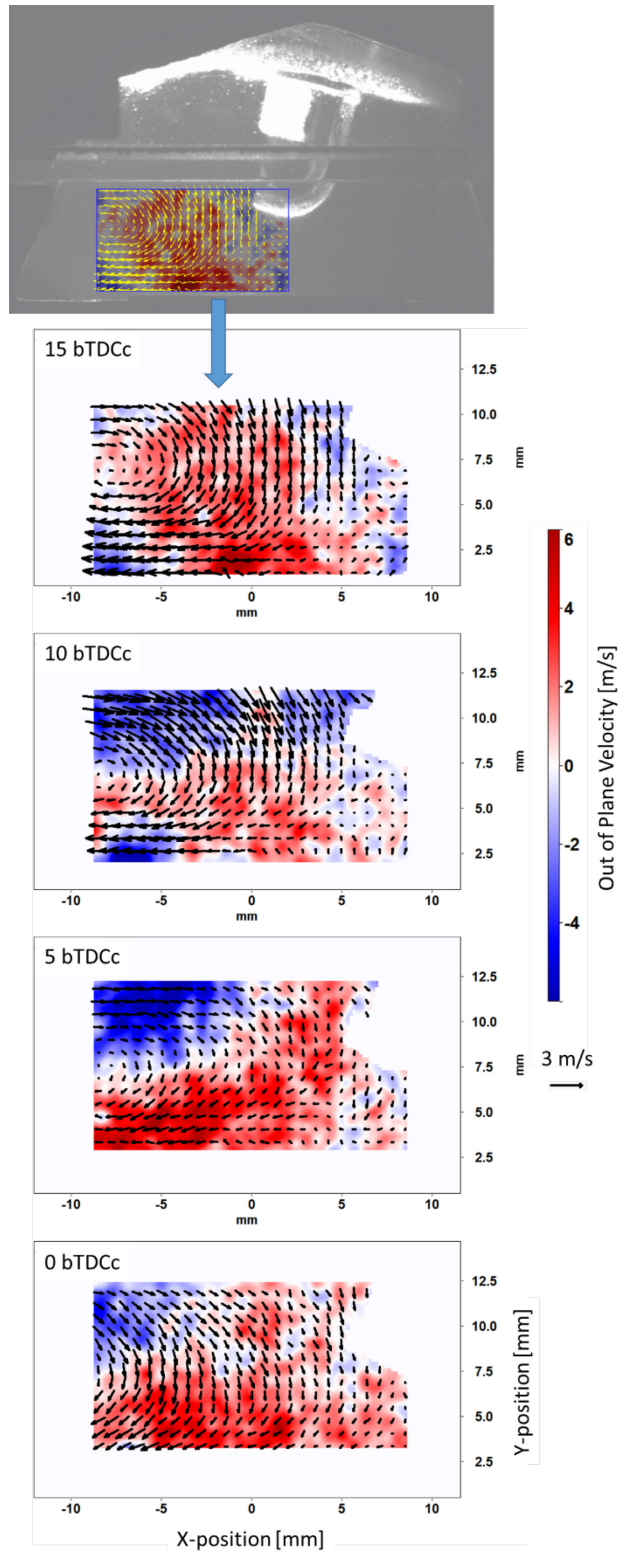 15 bTDCc
12.5
10.0
7.5
mm
5.0
2.5
-10 -5 0 5 10
mm
10 bTDCc
12.5
10.0
7.5
mm
5.0
2.5
-10 -5 0 5 10
mm
5 bTDCc
12.5
10.0
7.5
mm
5.0
2.5
-10 -5 0 5 10
mm
0 bTDCc
12.5
10.0
7.5
5.0
2.5
Y-position [mm]
-10 -5 0 5 10
X-position [mm]
6
4
2
0
-2
-4
Out of Plane Velocity [m/s]
3 m/s